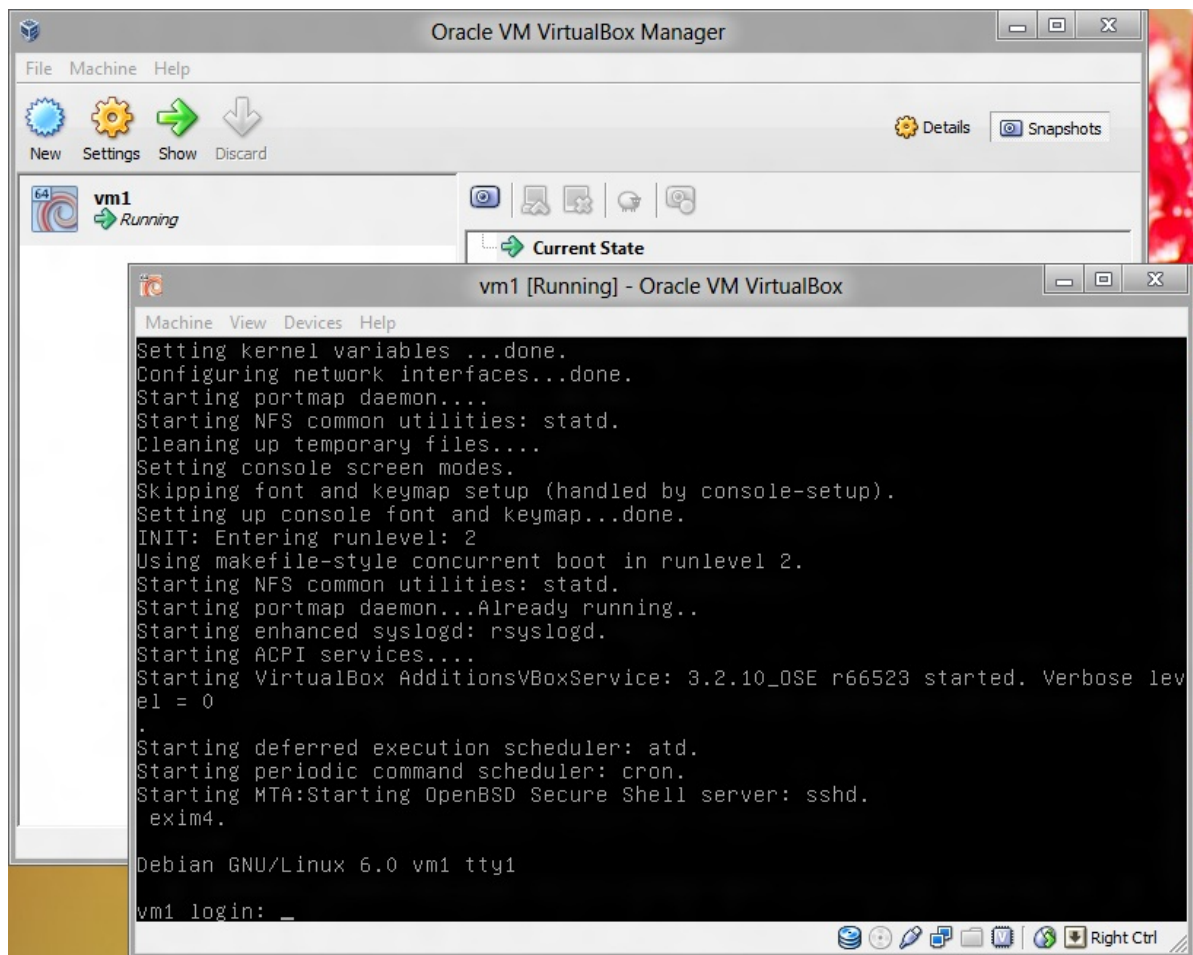 Oracle VM VirtualBox Manager
File Machine Help
New Settings Show Discard
Details Snapshots
64
vm1
Running
Current State
vm1 [Running] - Oracle VM VirtualBox
Machine View Devices Help
Setting kernel variables ...done.
Configuring network interfaces...done.
Starting portmap daemon....
Starting NFS common utilities: statd.
Cleaning up temporary files....
Setting console screen modes.
Skipping font and keymap setup (handled by console-setup).
Setting up console font and keymap...done.
INIT: Entering runlevel: 2
Using makefile-style concurrent boot in runlevel 2.
Starting NFS common utilities: statd.
Starting portmap daemon...Already running..
Starting enhanced syslogd: rsyslogd.
Starting ACPI services....
Starting VirtualBox AdditionsVBoxService: 3.2.10_OSE r66523 started. Verbose lev
el = 0
.
Starting deferred execution scheduler: atd.
Starting periodic command scheduler: cron.
Starting MTA:Starting OpenBSD Secure Shell server: sshd.
 exim4.
Debian GNU/Linux 6.0 vm1 tty1
vm1 login: _
Right Ctrl